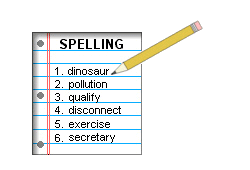 SPELLING
1. dinosaur
2. pollution
3. qualify
4. disconnect
5. exercise
6. secretary